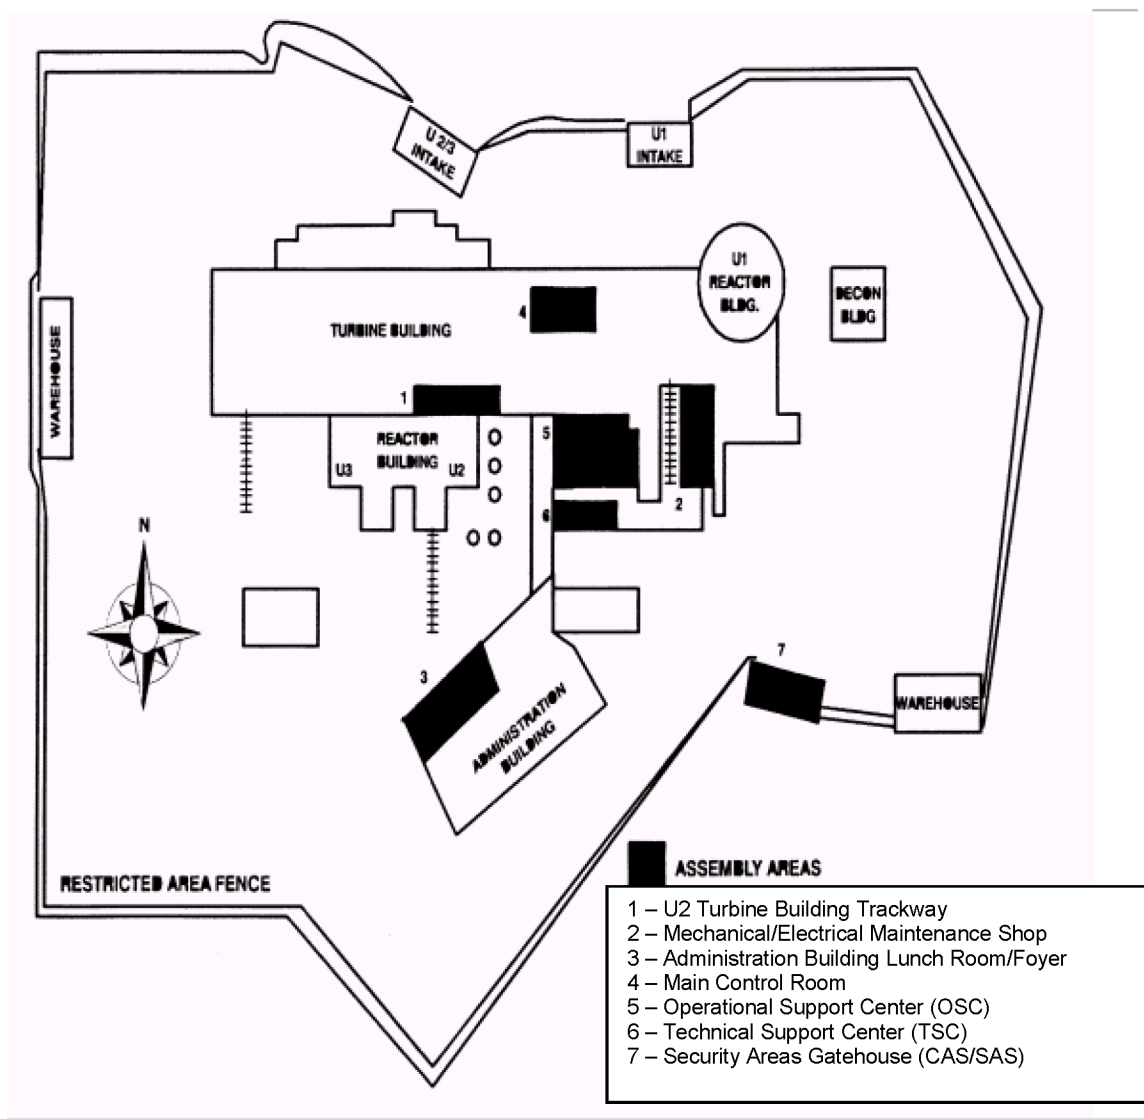 U 2/3
INTAKE
U1
INTAKE
U1
REACTOR
BLDG.
DECON
BLDG
4
TURBINE BUILDING
WAREHOUSE
1
REACTOR
BUILDING
U3
U2
5
2
6
N
7
3
WAREHOUSE
ADMINISTRATION
BUILDING
ASSEMBLY AREAS
RESTRICTED AREA FENCE
1 – U2 Turbine Building Trackway
2 – Mechanical/Electrical Maintenance Shop
3 – Administration Building Lunch Room/Foyer
4 – Main Control Room
5 – Operational Support Center (OSC)
6 – Technical Support Center (TSC)
7 – Security Areas Gatehouse (CAS/SAS)